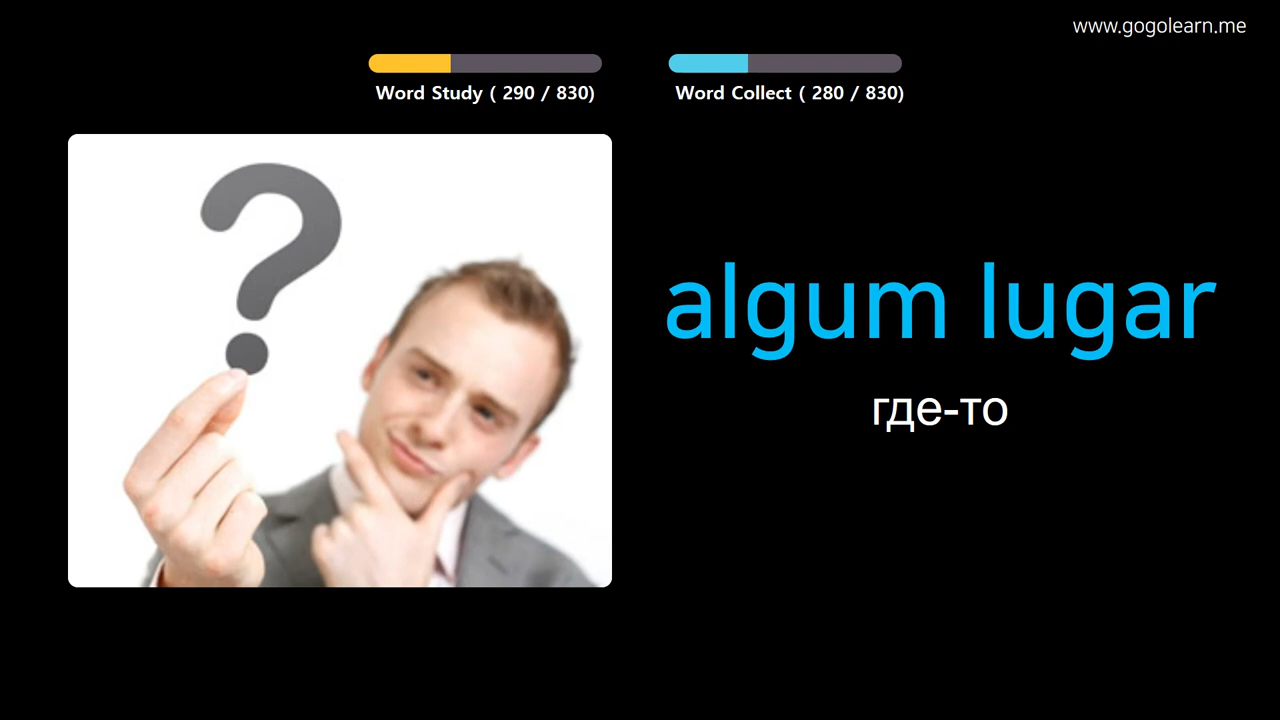 www.gogolearn.me
Word Study ( 290 / 830)
Word Collect ( 280 / 830)
?
algum lugar
где-то